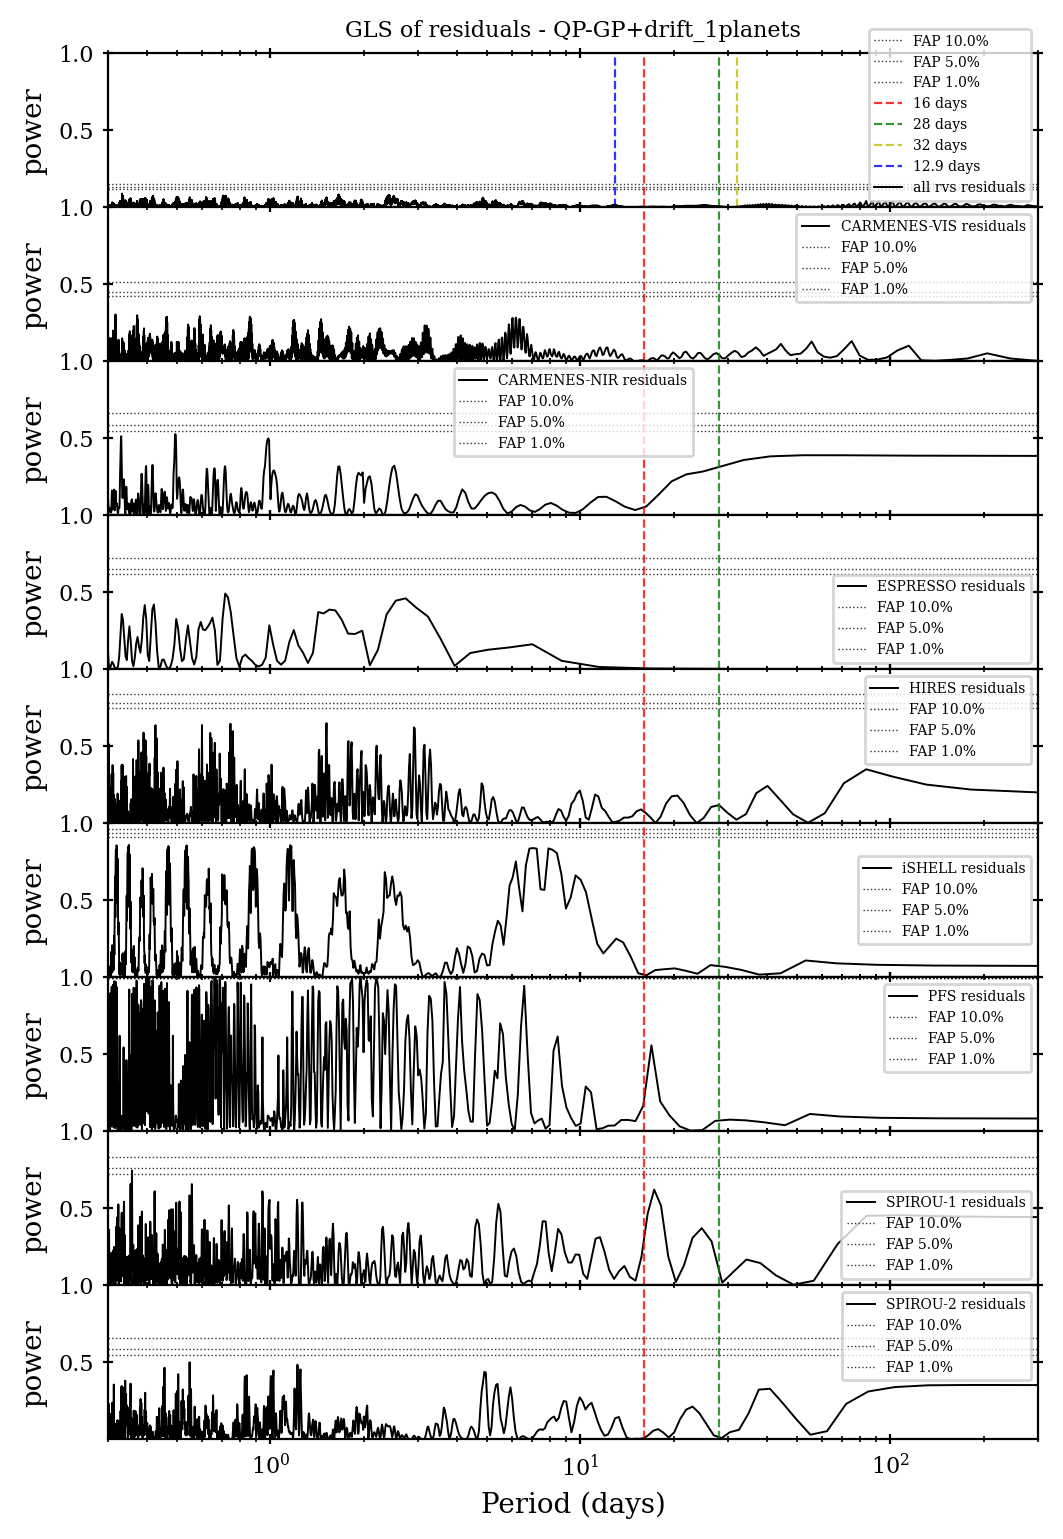 GLS of residuals - QP-GP+drift_1planets
power
1.0
0.5
FAP 10.0%
FAP 5.0%
FAP 1.0%
16 days
28 days
32 days
12.9 days
all rvs residuals
power
1.0
0.5
CARMENES-VIS residuals
FAP 10.0%
FAP 5.0%
FAP 1.0%
power
1.0
0.5
CARMENES-NIR residuals
FAP 10.0%
FAP 5.0%
FAP 1.0%
power
1.0
0.5
ESPRESSO residuals
FAP 10.0%
FAP 5.0%
FAP 1.0%
power
1.0
0.5
HIRES residuals
FAP 10.0%
FAP 5.0%
FAP 1.0%
power
1.0
0.5
iSHELL residuals
FAP 10.0%
FAP 5.0%
FAP 1.0%
power
1.0
0.5
PFS residuals
FAP 10.0%
FAP 5.0%
FAP 1.0%
power
1.0
0.5
SPIROU-1 residuals
FAP 10.0%
FAP 5.0%
FAP 1.0%
power
1.0
0.5
SPIROU-2 residuals
FAP 10.0%
FAP 5.0%
FAP 1.0%
10⁰ 10¹ 10²
Period (days)